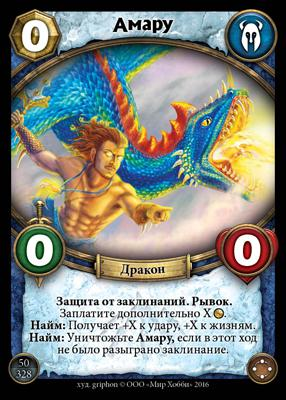 Амару
0
0
0
Дракон
Защита от заклинаний. Рывок.
Заплатите дополнительно X
Найм: Получает +X к удару, +X к жизням.
Найм: Уничтожьте Амару, если в этот ход
не было разыграно заклинание.
50
328
худ. griphon © ООО «Мир Хобби» 2016